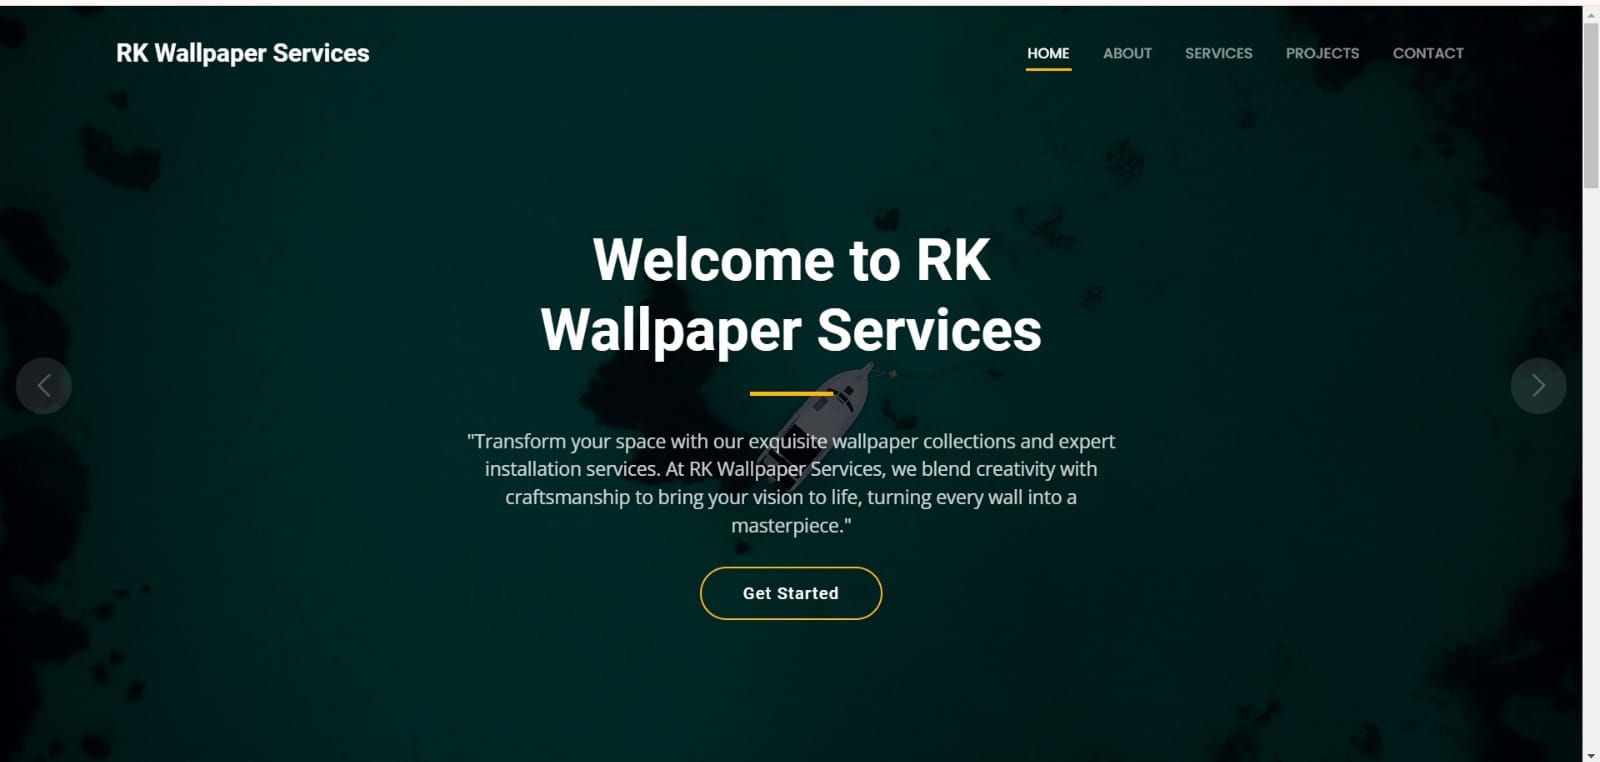 RK Wallpaper Services
HOME ABOUT SERVICES PROJECTS CONTACT
Welcome to RK
Wallpaper Services
"Transform your space with our exquisite wallpaper collections and expert
installation services. At RK Wallpaper Services, we blend creativity with
craftsmanship to bring your vision to life, turning every wall into a
masterpiece."
Get Started